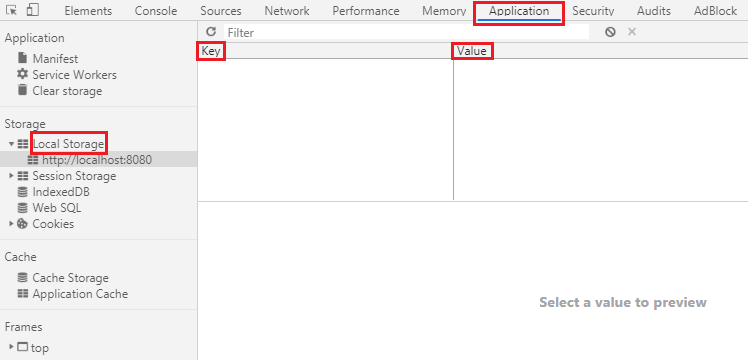 Elements Console Sources Network Performance Memory Application Security Audits AdBlock
Application
Manifest
Service Workers
Clear storage
Storage
Local Storage
http://localhost:8080
Session Storage
IndexedDB
Web SQL
Cookies
Cache
Cache Storage
Application Cache
Frames
top
Filter
Key Value
Select a value to preview